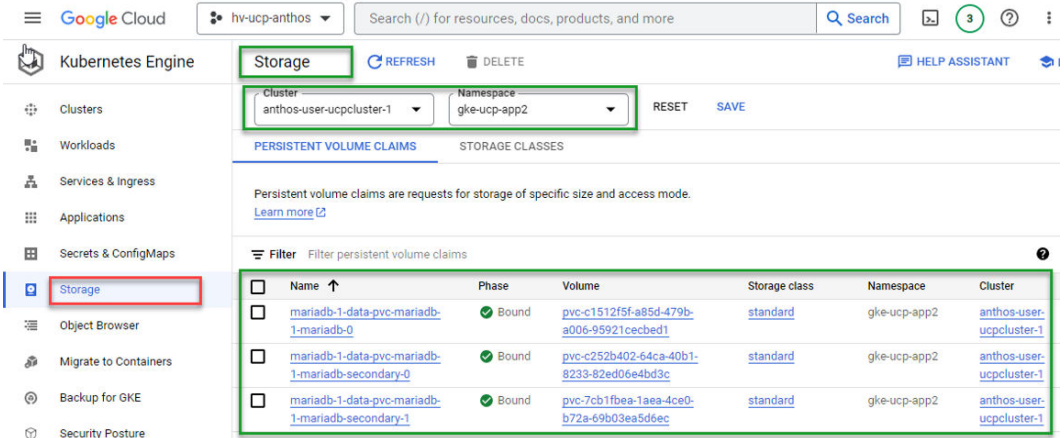 Google Cloud
hv-ucp-anthos
Search (/) for resources, docs, products, and more
Search
3
Kubernetes Engine
Storage
REFRESH
DELETE
HELP ASSISTANT
Clusters
Workloads
Services & Ingress
Applications
Secrets & ConfigMaps
Storage
Object Browser
Migrate to Containers
Backup for GKE
Security Posture
Cluster
anthos-user-ucpcluster-1
Namespace
gke-ucp-app2
RESET
SAVE
PERSISTENT VOLUME CLAIMS
STORAGE CLASSES
Persistent volume claims are requests for storage of specific size and access mode.
Learn more
Filter Filter persistent volume claims
Name Phase Volume Storage class Namespace Cluster
mariadb-1-data-pvc-mariadb- Bound pvc-c1512f5f-a85d-479b- standard gke-ucp-app2 anthos-user-
1-mariadb-0 a006-95921cecbed1 ucpcluster-1
mariadb-1-data-pvc-mariadb- Bound pvc-c252b402-64ca-40b1- standard gke-ucp-app2 anthos-user-
1-mariadb-secondary-0 8233-82ed06e4bd3c ucpcluster-1
mariadb-1-data-pvc-mariadb- Bound pvc-7cb1fbea-1aea-4ce0- standard gke-ucp-app2 anthos-user-
1-mariadb-secondary-1 b72a-69b03ea5d6ec ucpcluster-1